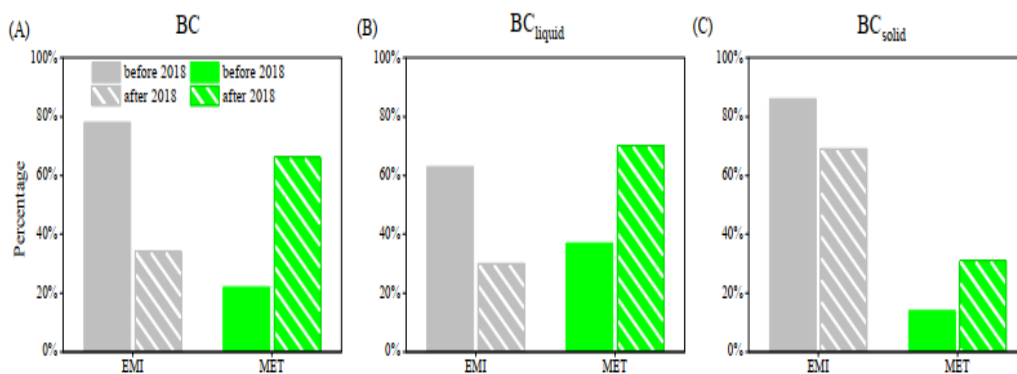 (A) BC
100%
80%
60%
40%
20%
0%
Percentage
before 2018 before 2018
after 2018 after 2018
EMI MET
(B) BCliquid
100%
80%
60%
40%
20%
0%
EMI MET
(C) BCsolid
100%
80%
60%
40%
20%
0%
EMI MET